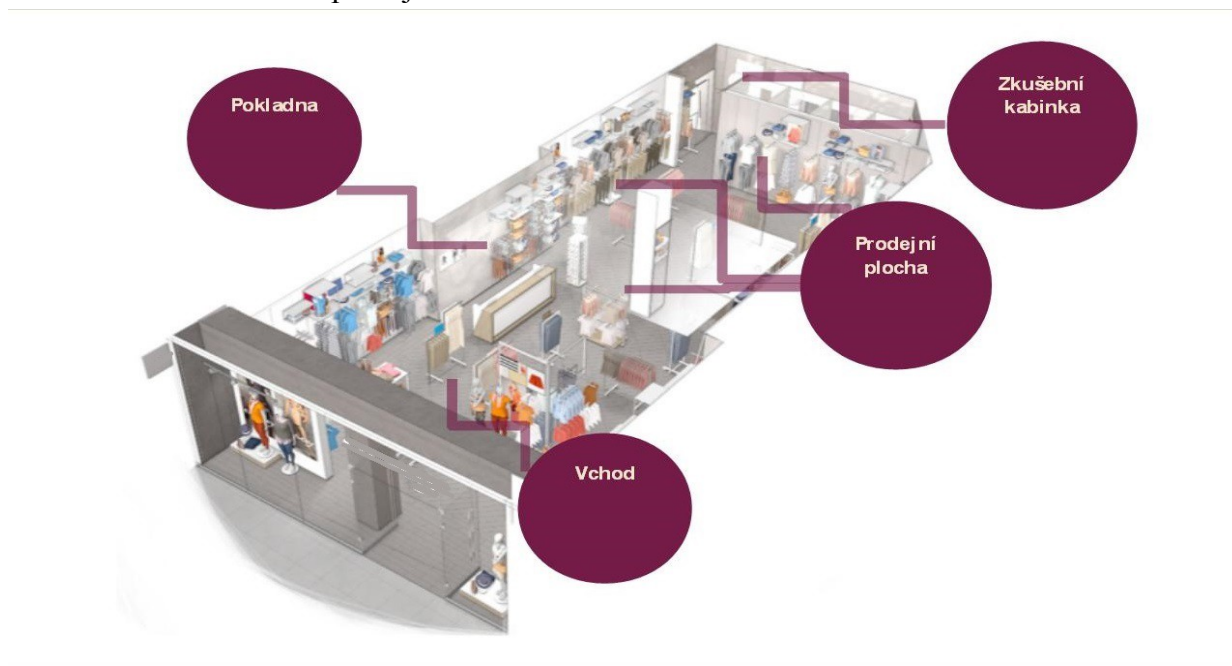 Pokladna
Zkušební
kabinka
Prodejní
plocha
Vchod